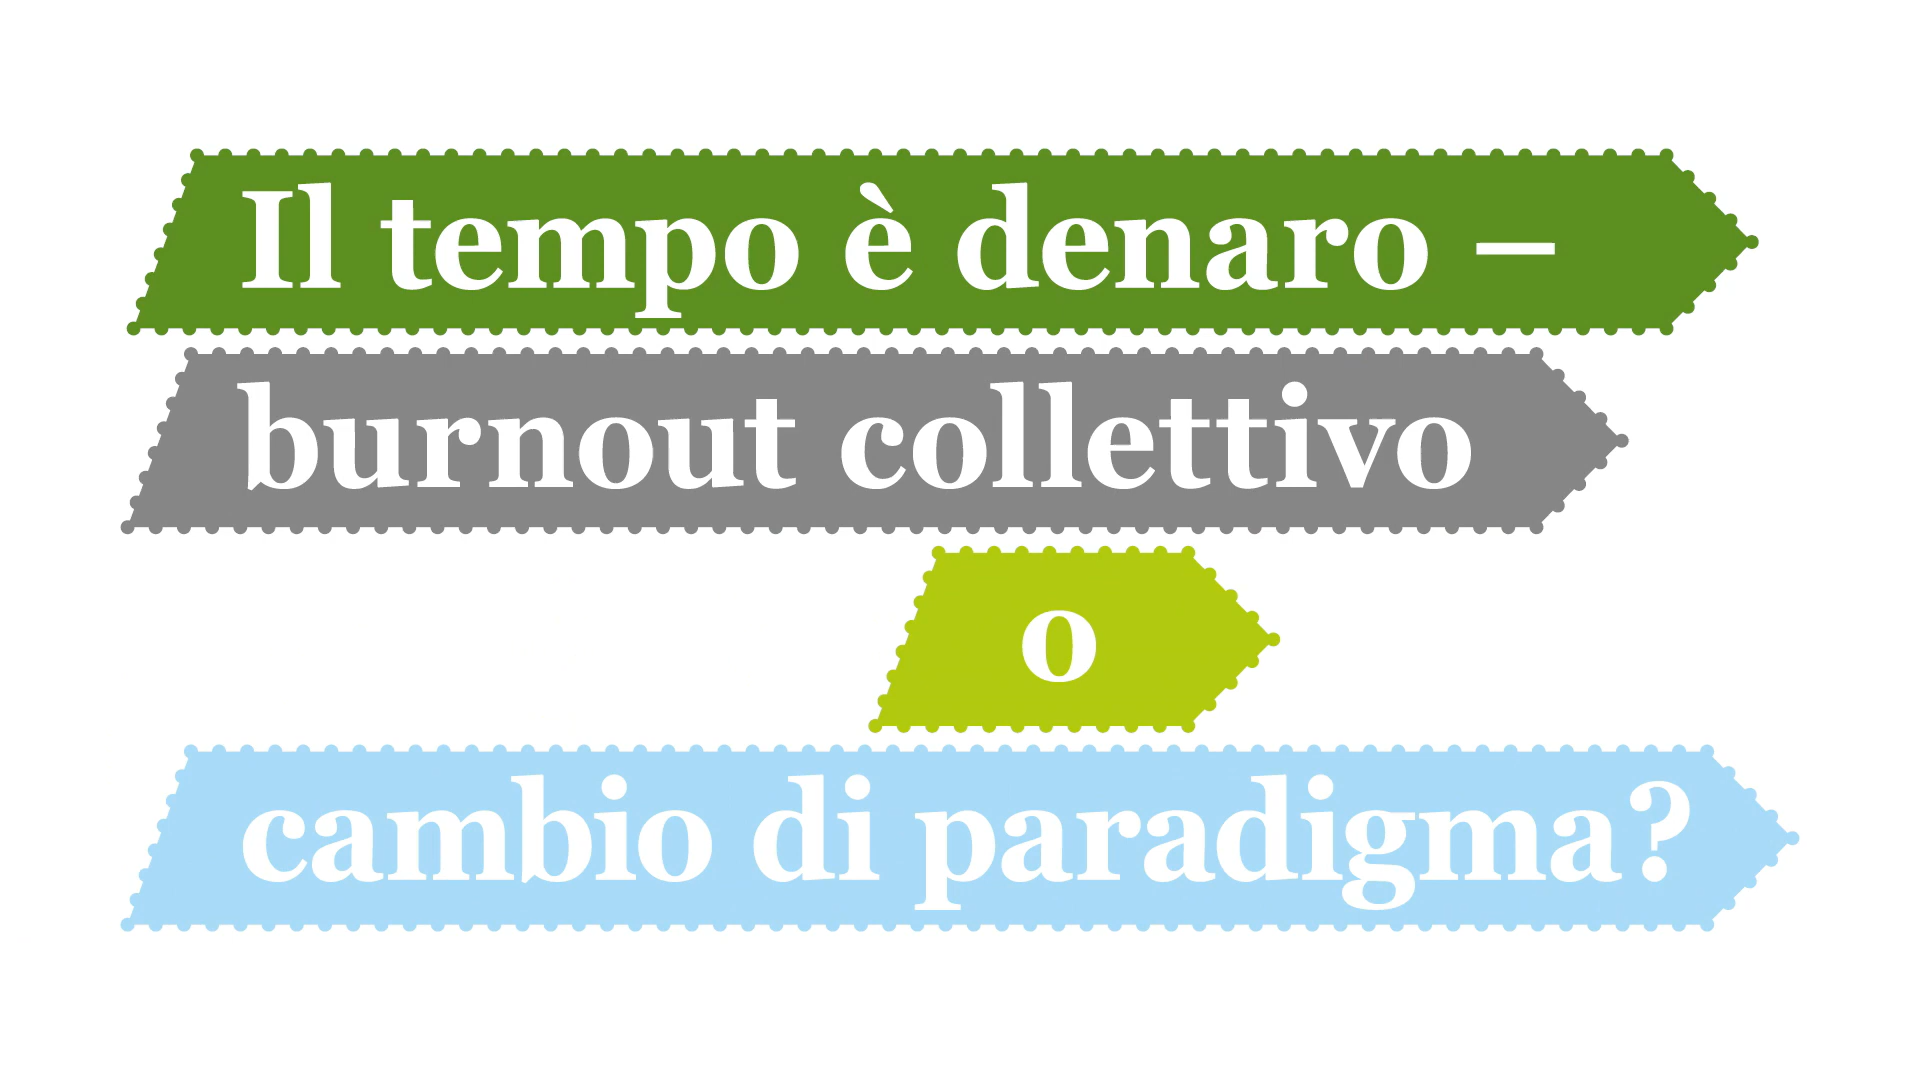 Il tempo è denaro –
burnout collettivo
o
cambio di paradigma?